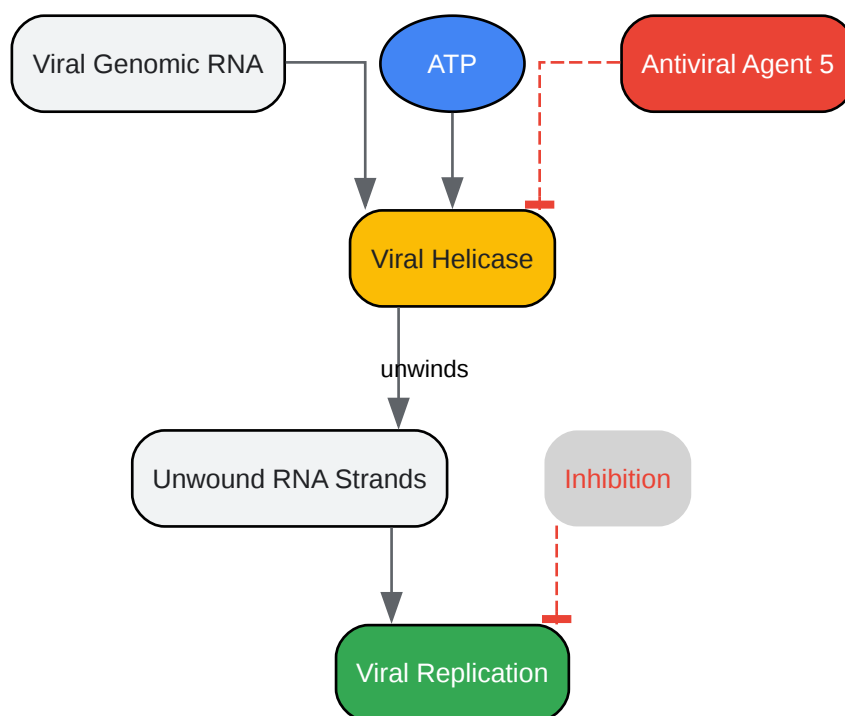 Viral Genomic RNA
ATP
Antiviral Agent 5
Viral Helicase
unwinds
Unwound RNA Strands
Inhibition
Viral Replication